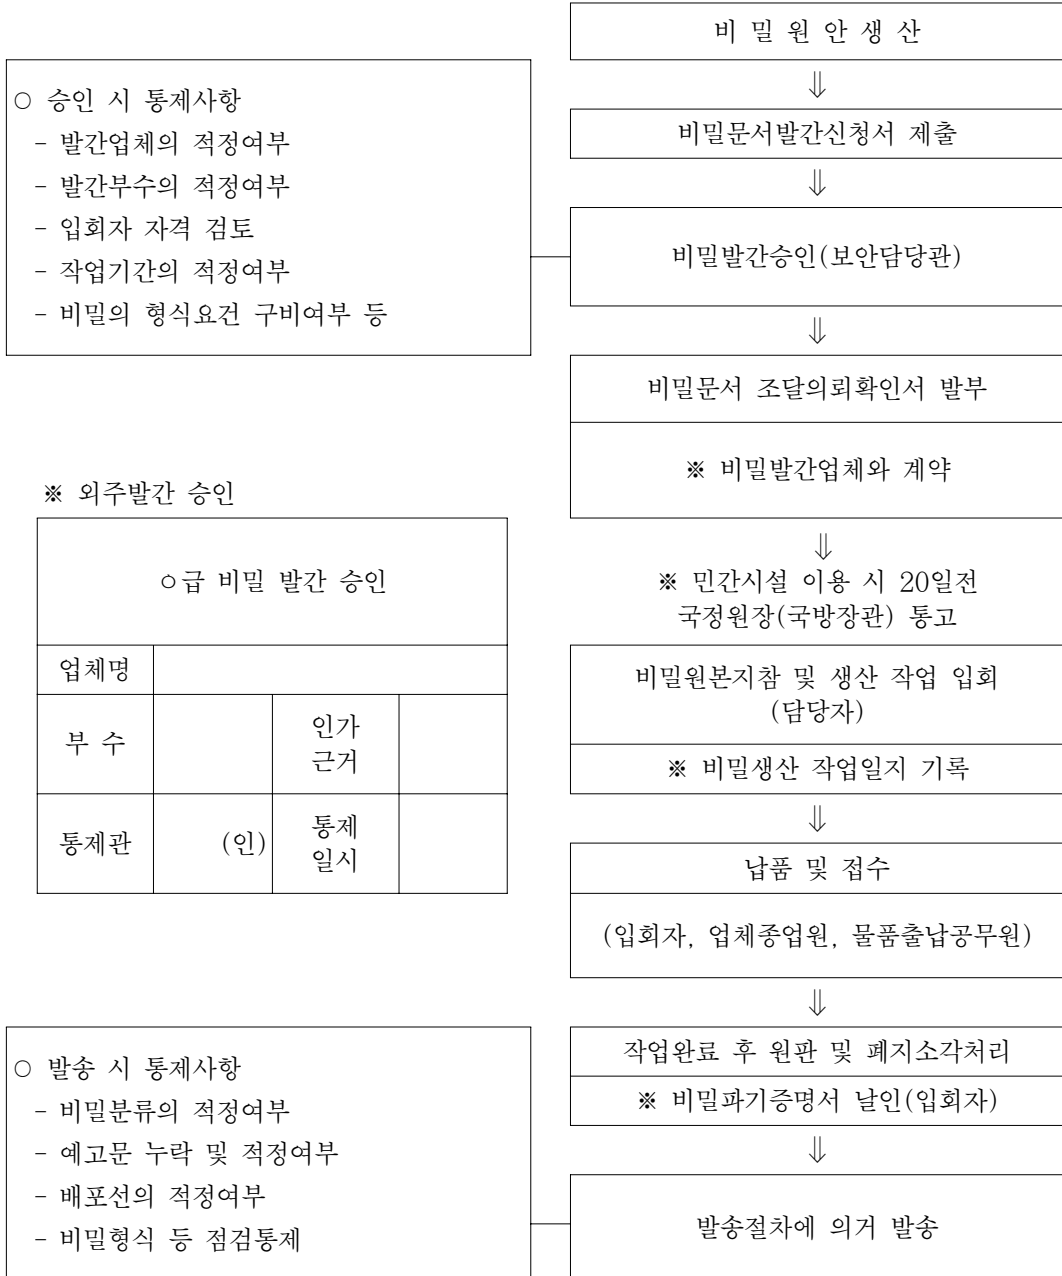 비 밀 원 안 생 산
⇓
○ 승인 시 통제사항
- 발간업체의 적정여부
- 발간부수의 적정여부
- 입회자 자격 검토
- 작업기간의 적정여부
- 비밀의 형식요건 구비여부 등
비밀문서발간신청서 제출
⇓
비밀발간승인(보안담당관)
⇓
비밀문서 조달의뢰확인서 발부
※ 비밀발간업체와 계약
⇓
※ 외주발간 승인
ㅇ급 비밀 발간 승인
업체명
부 수
인가
근거
통제관
(인)
통제
일시
※ 민간시설 이용 시 20일전
국정원장(국방장관) 통고
비밀원본지참 및 생산 작업 입회
(담당자)
※ 비밀생산 작업일지 기록
⇓
납품 및 접수
(입회자, 업체종업원, 물품출납공무원)
⇓
작업완료 후 원판 및 폐지소각처리
※ 비밀파기증명서 날인(입회자)
⇓
○ 발송 시 통제사항
- 비밀분류의 적정여부
- 예고문 누락 및 적정여부
- 배포선의 적정여부
- 비밀형식 등 점검통제
발송절차에 의거 발송